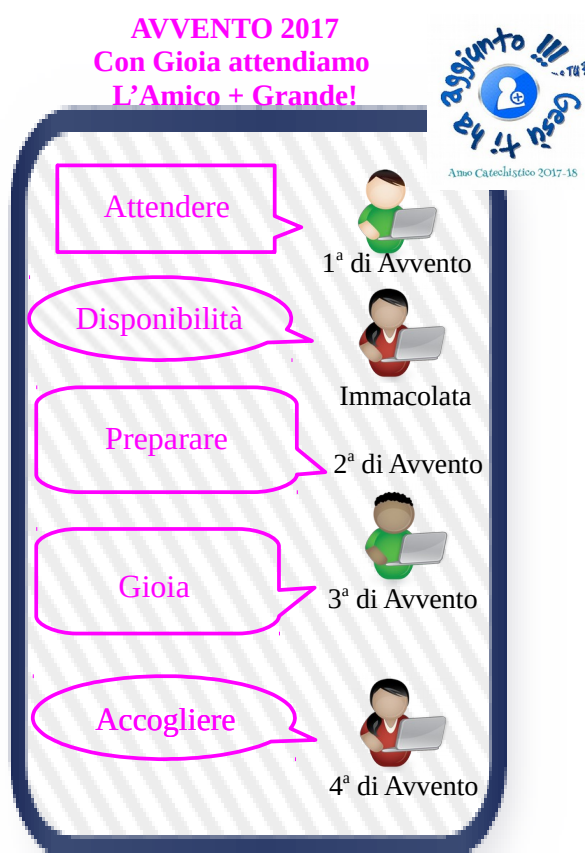 AVVENTO 2017
Con Gioia attendiamo
L'Amico + Grande!
Gesù ti ha aggiunto !!!
...e TU?
Anno Catechistico 2017-18
Attendere
1ª di Avvento
Disponibilità
Immacolata
Preparare
2ª di Avvento
Gioia
3ª di Avvento
Accogliere
4ª di Avvento